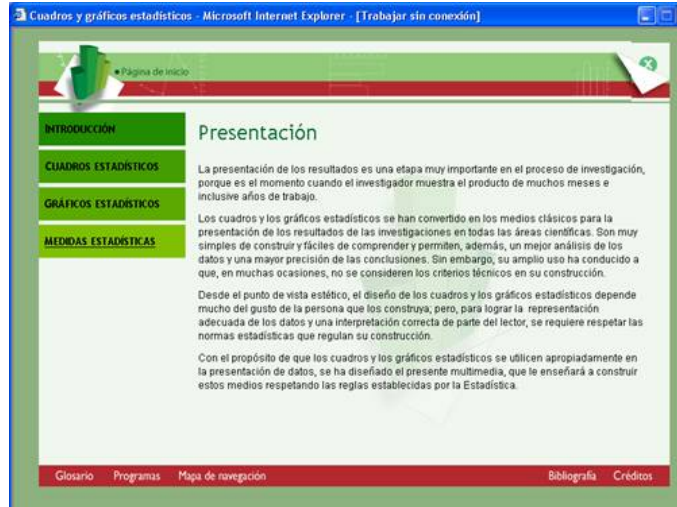 Cuadros y gráficos estadísticos - Microsoft Internet Explorer - [Trabajar sin conexión]
Página de inicio
INTRODUCCIÓN
CUADROS ESTADÍSTICOS
GRÁFICOS ESTADÍSTICOS
MEDIDAS ESTADÍSTICAS
Presentación
La presentación de los resultados es una etapa muy importante en el proceso de investigación,
porque es el momento cuando el investigador muestra el producto de muchos meses e
inclusive años de trabajo.
Los cuadros y los gráficos estadísticos se han convertido en los medios clásicos para la
presentación de los resultados de las investigaciones en todas las áreas científicas. Son muy
simples de construir y fáciles de comprender y permiten, además, un mejor análisis de los
datos y una mayor precisión de las conclusiones. Sin embargo, su amplio uso ha conducido a
que, en muchas ocasiones, no se consideren los criterios técnicos en su construcción.
Desde el punto de vista estético, el diseño de los cuadros y los gráficos estadísticos depende
mucho del gusto de la persona que los construya; pero, para lograr la representación
adecuada de los datos y una interpretación correcta de parte del lector, se requiere respetar las
normas estadísticas que regulan su construcción.
Con el propósito de que los cuadros y los gráficos estadísticos se utilicen apropiadamente en
la presentación de datos, se ha diseñado el presente multimedia, que le enseñará a construir
estos medios respetando las reglas establecidas por la Estadística.
Glosario Programas Mapa de navegación Bibliografía Créditos